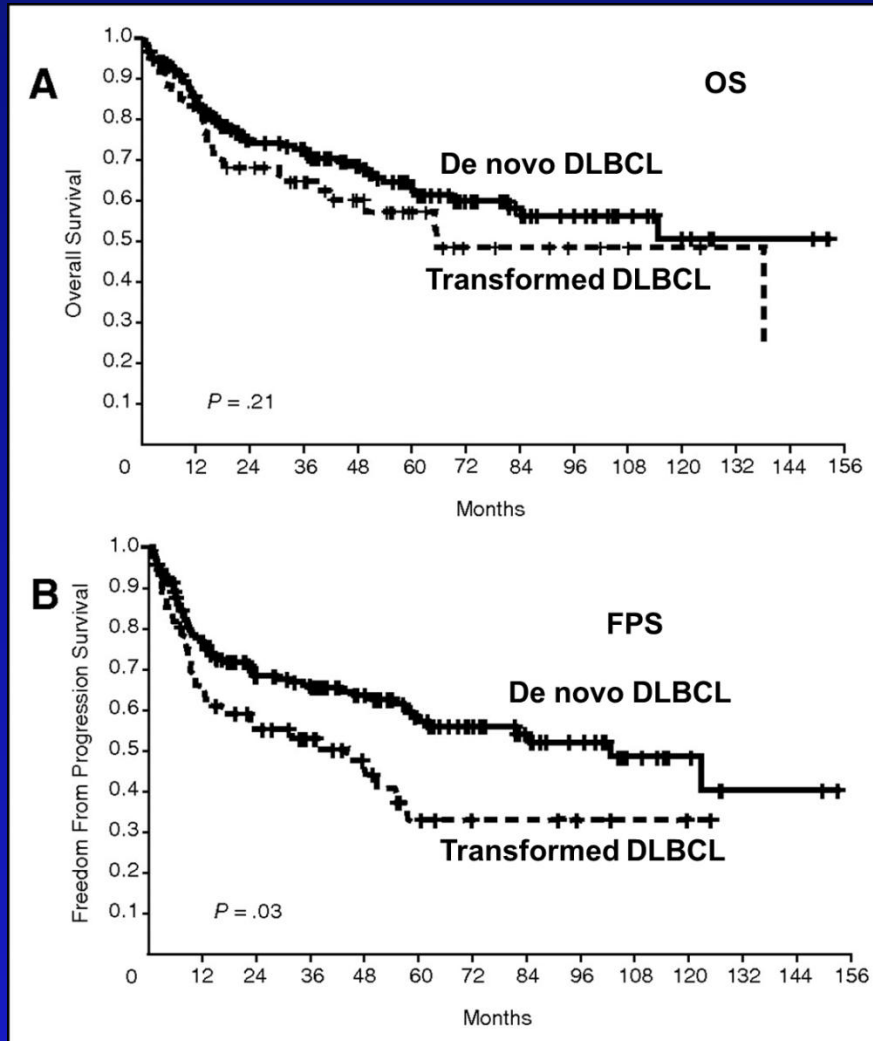 A
OS
Overall Survival
1.0
0.9
0.8
0.7
0.6
0.5
0.4
0.3
0.2
0.1
De novo DLBCL
Transformed DLBCL
P = .21
0 12 24 36 48 60 72 84 96 108 120 132 144 156
Months
B
FPS
Freedom From Progression Survival
1.0
0.9
0.8
0.7
0.6
0.5
0.4
0.3
0.2
0.1
De novo DLBCL
Transformed DLBCL
P = .03
0 12 24 36 48 60 72 84 96 108 120 132 144 156
Months